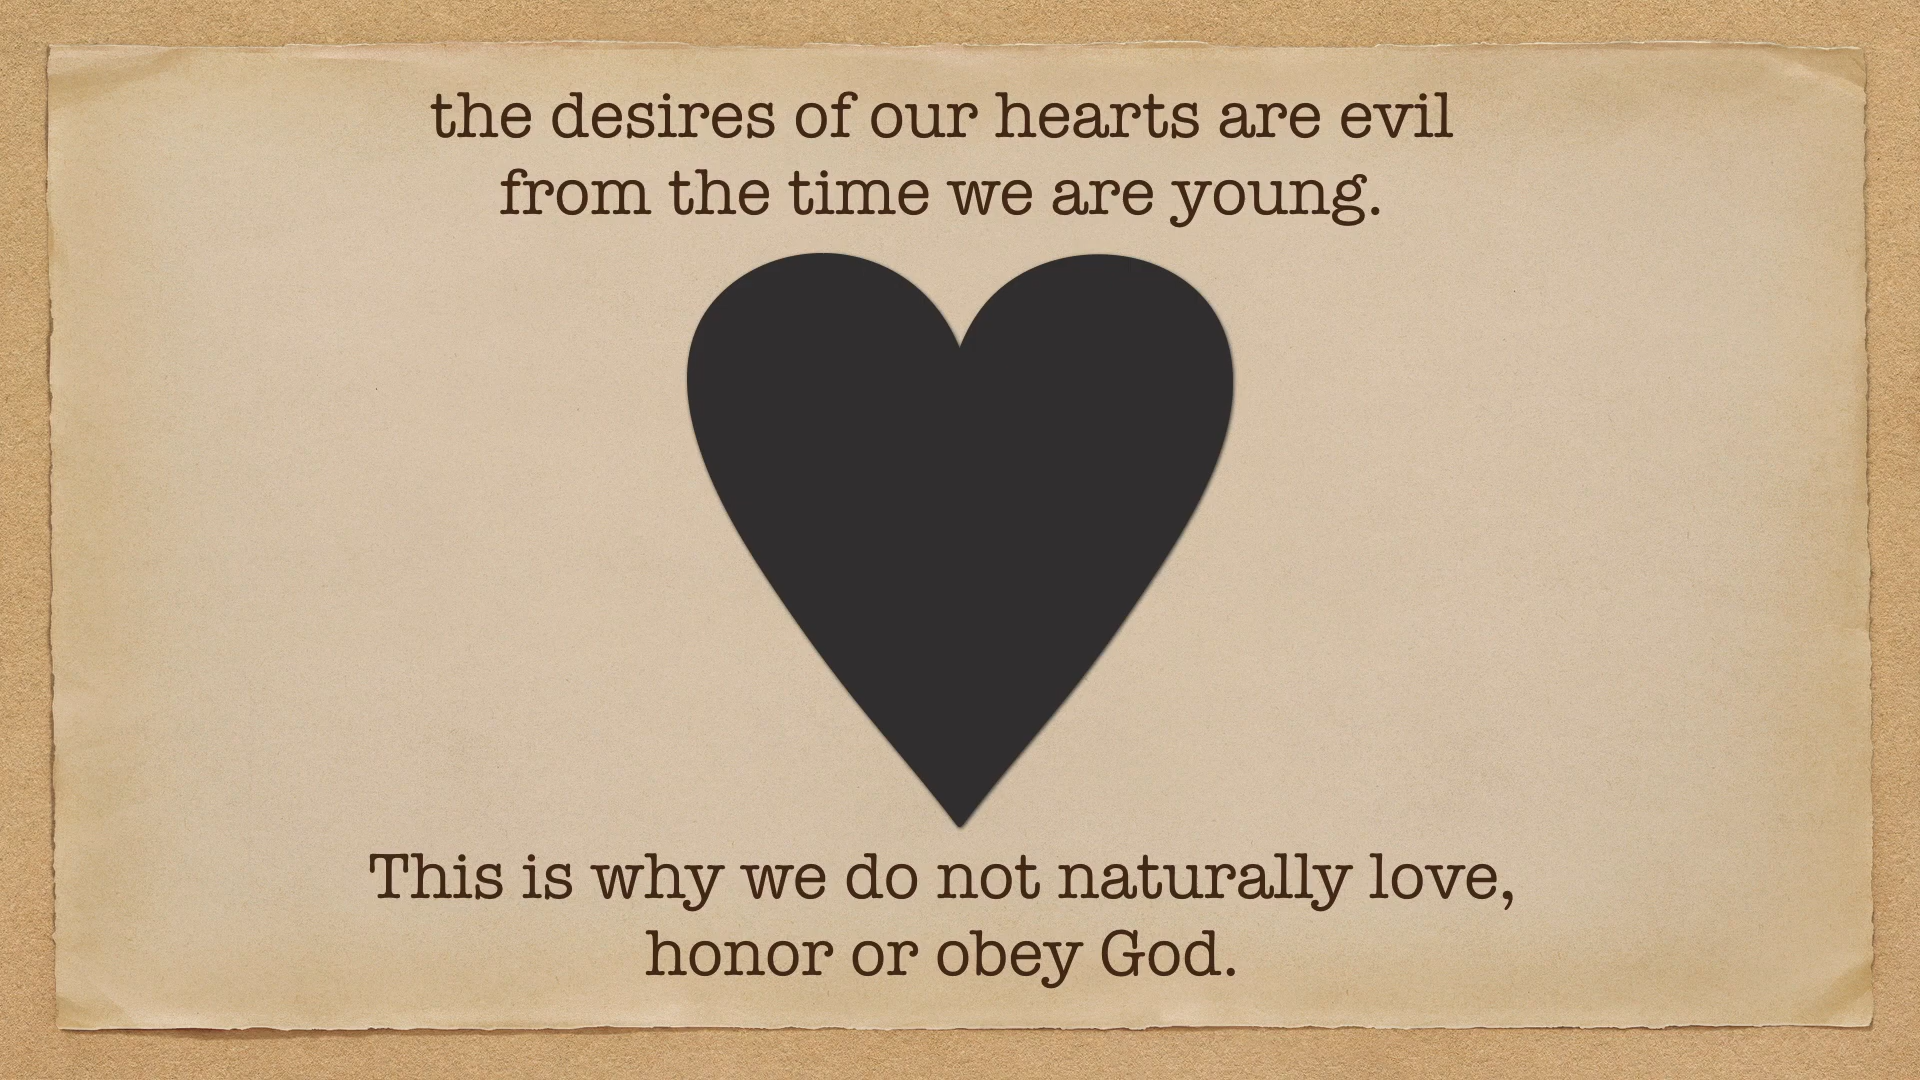 the desires of our hearts are evil
from the time we are young.
This is why we do not naturally love,
honor or obey God.